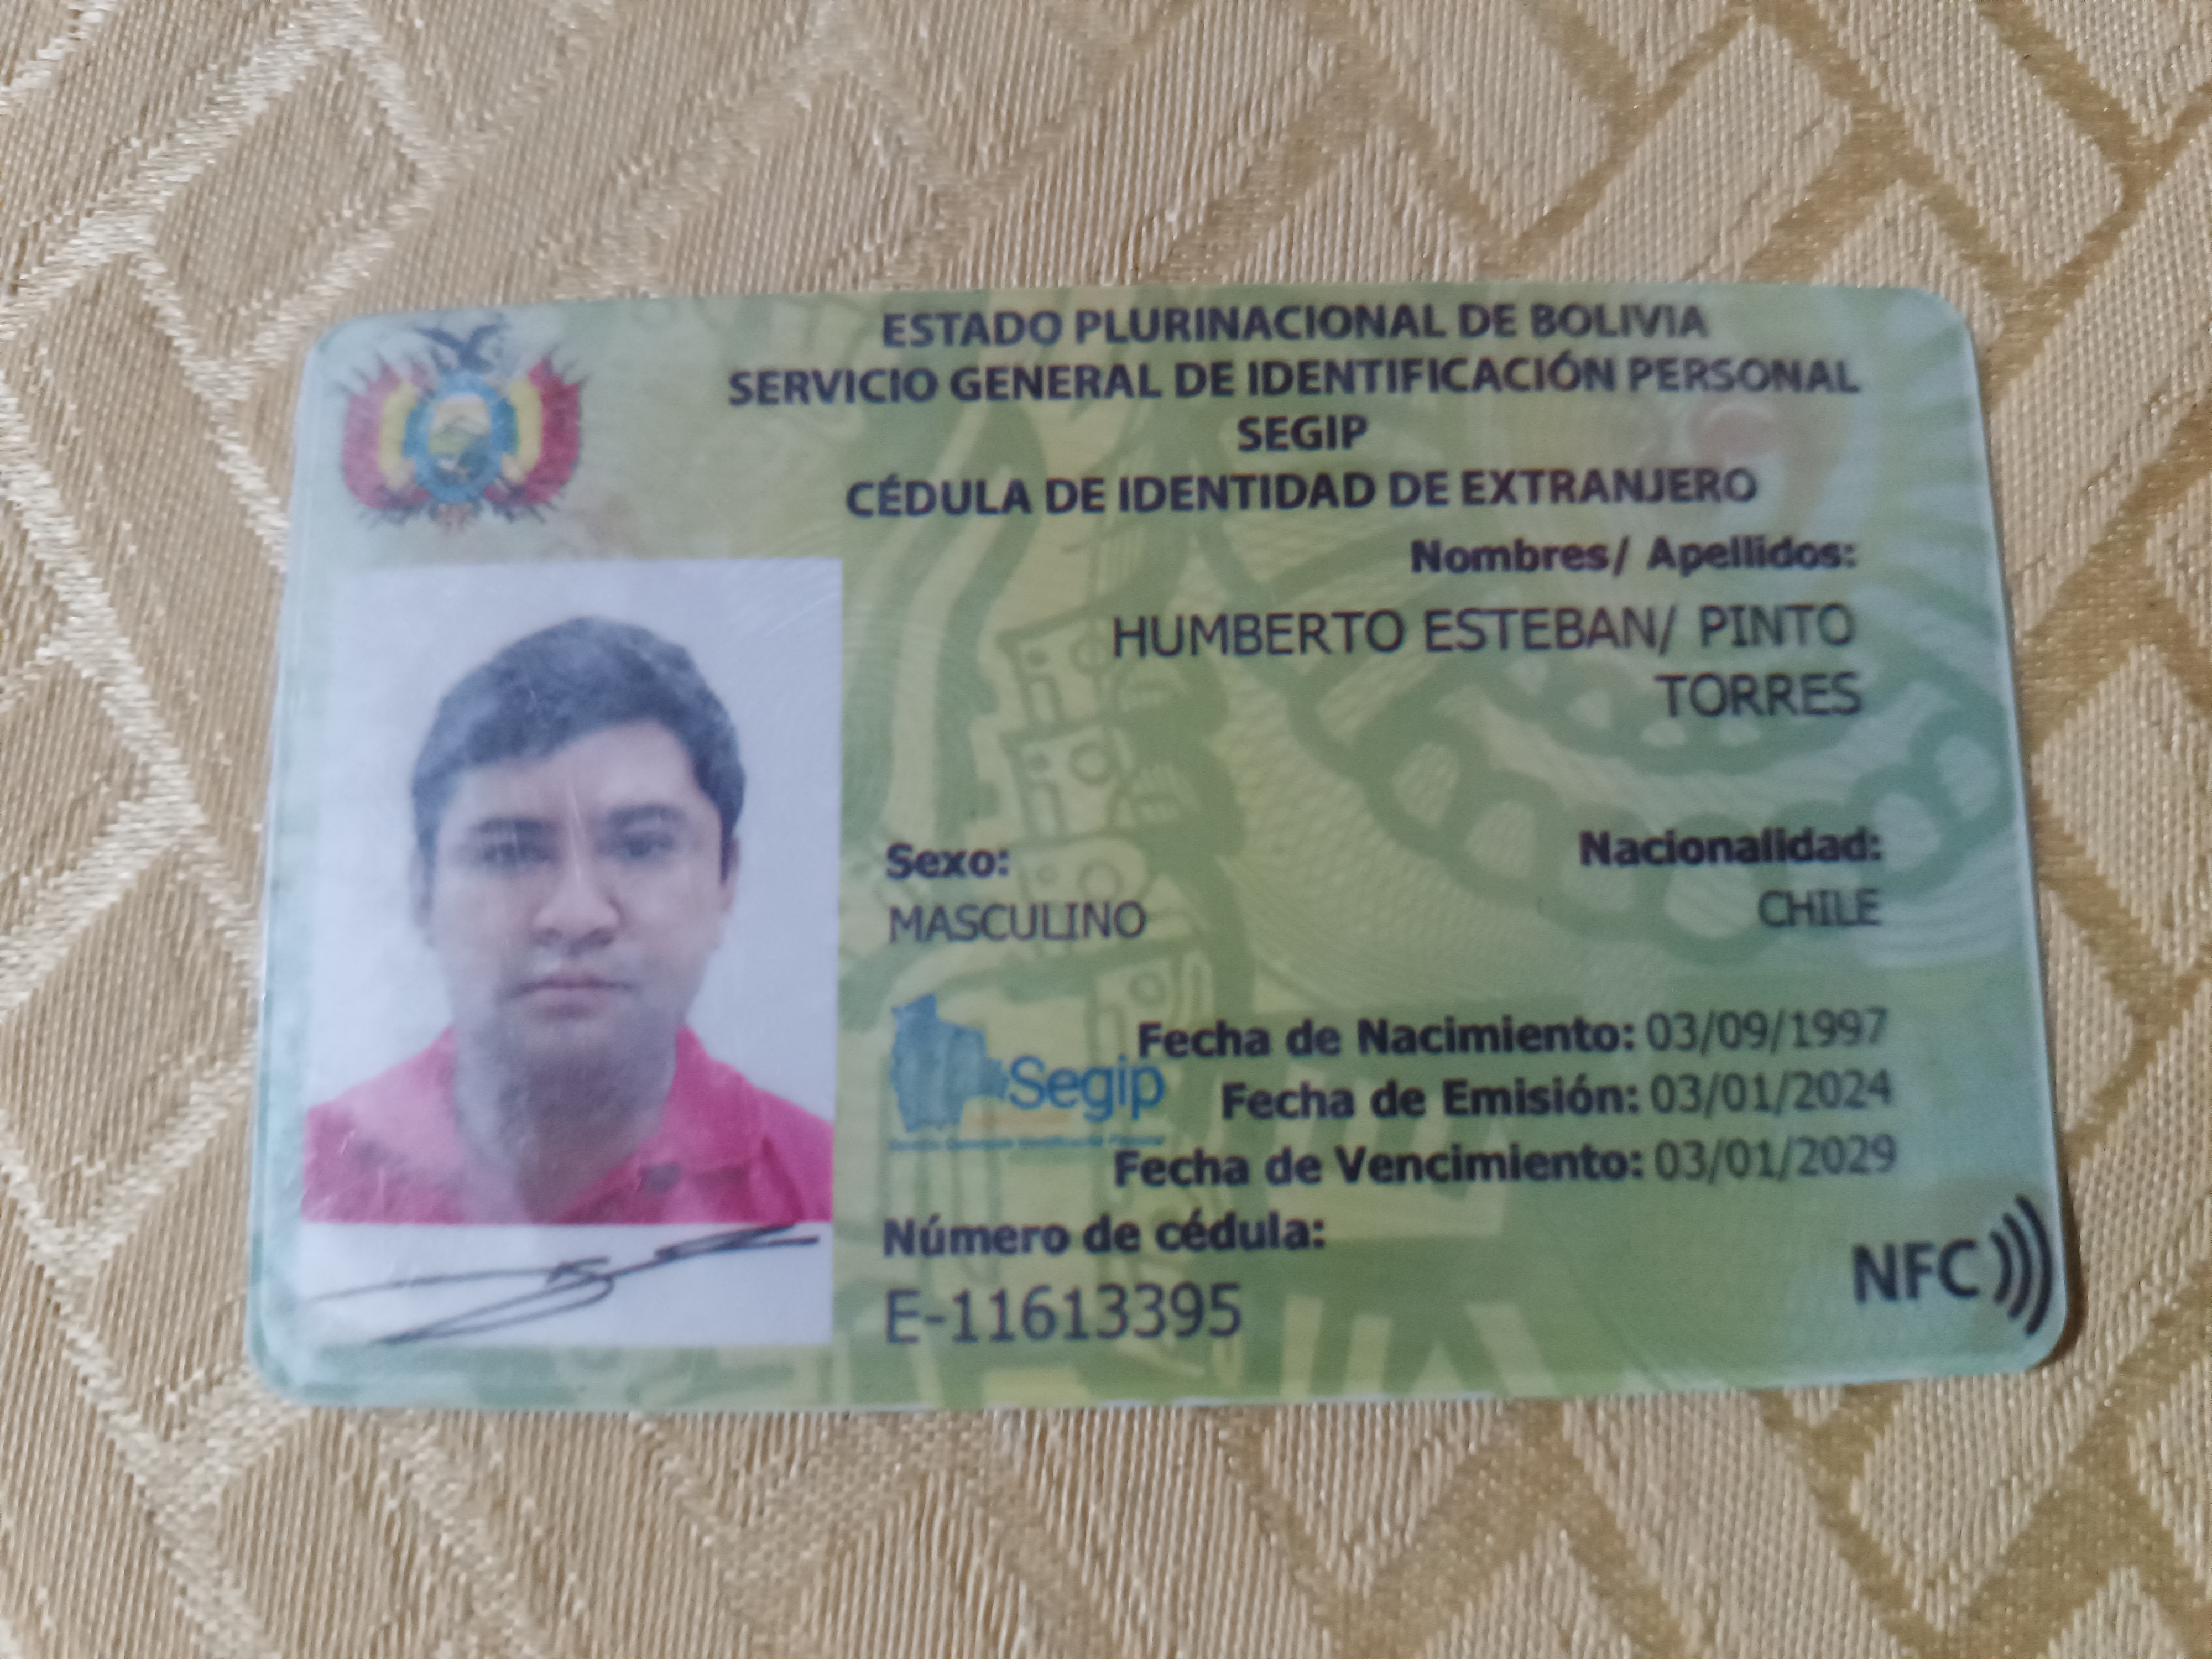 ESTADO PLURINACIONAL DE BOLIVIA
SERVICIO GENERAL DE IDENTIFICACIÓN PERSONAL
SEGIP
CÉDULA DE IDENTIDAD DE EXTRANJERO
Nombres/ Apellidos:
HUMBERTO ESTEBAN/ PINTO
TORRES
Sexo:
MASCULINO
Nacionalidad:
CHILE
Segip
Fecha de Nacimiento: 03/09/1997
Fecha de Emisión: 03/01/2024
Fecha de Vencimiento: 03/01/2029
Número de cédula:
E-11613395
NFC